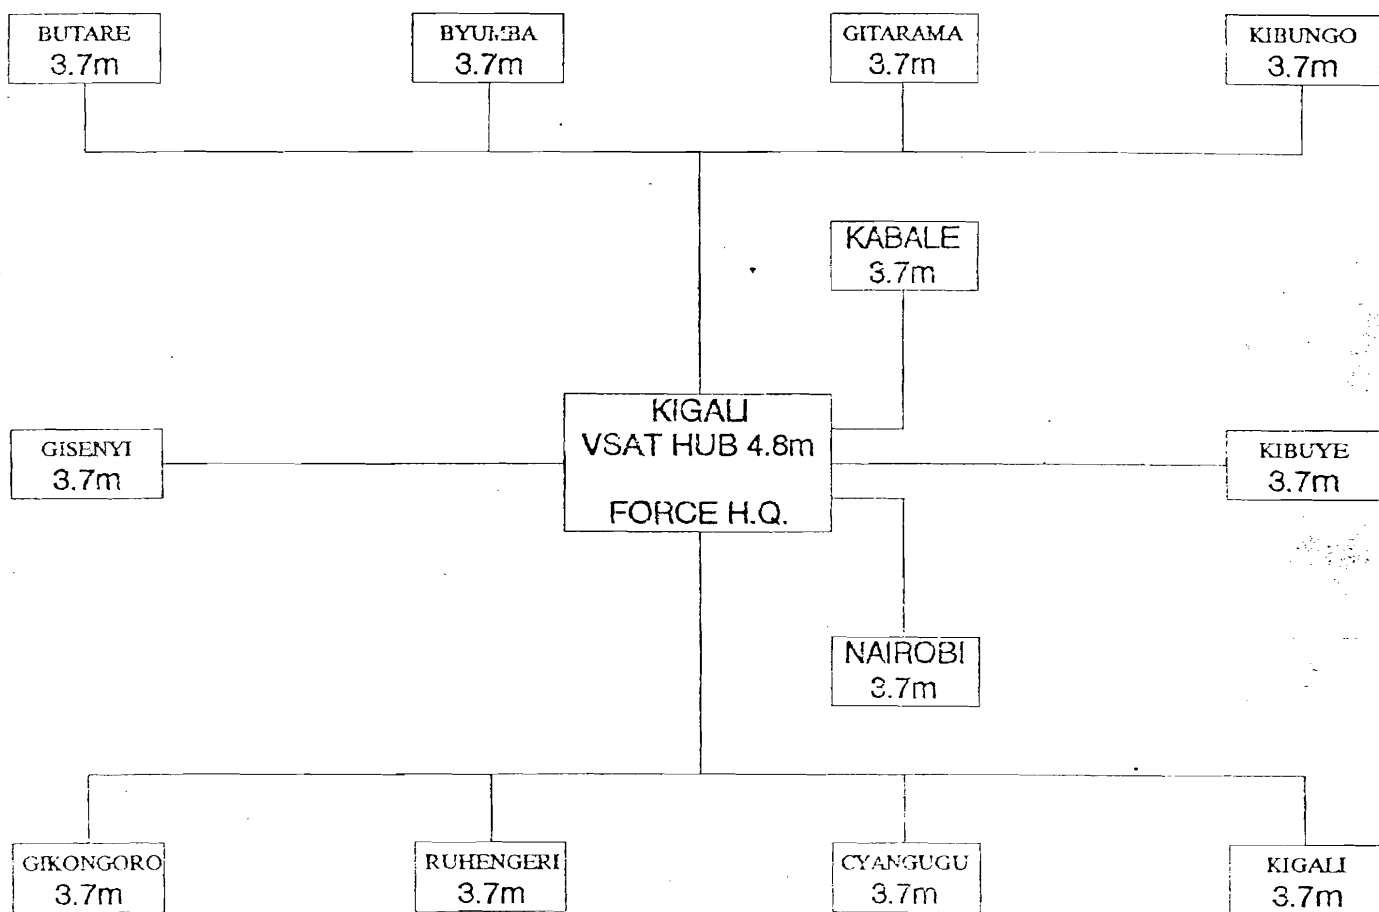 BUTARE
3.7m
BYUMBA
3.7m
GITARAMA
3.7m
KIBUNGO
3.7m
KABALE
3.7m
GISENYI
3.7m
KIGALI
VSAT HUB 4.8m
FORCE H.Q.
KIBUYE
3.7m
NAIROBI
3.7m
GIKONGORO
3.7m
RUHENGERI
3.7m
CYANGUGU
3.7m
KIGALI
3.7m